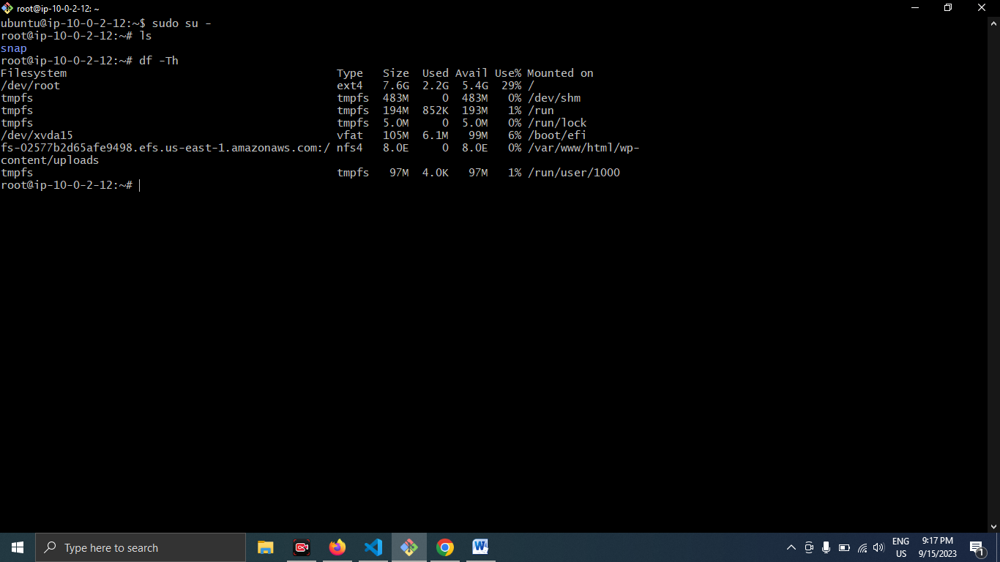 root@ip-10-0-2-12: ~
ubuntu@ip-10-0-2-12:~$ sudo su -
root@ip-10-0-2-12:~# ls
snap
root@ip-10-0-2-12:~# df -Th
Filesystem Type Size Used Avail Use% Mounted on
/dev/root ext4 7.6G 2.2G 5.4G 29% /
tmpfs tmpfs 483M 0 483M 0% /dev/shm
tmpfs tmpfs 194M 852K 193M 1% /run
tmpfs tmpfs 5.0M 0 5.0M 0% /run/lock
/dev/xvda15 vfat 105M 6.1M 99M 6% /boot/efi
fs-02577b2d65afe9498.efs.us-east-1.amazonaws.com:/ nfs4 8.0E 0 8.0E 0% /var/www/html/wp-
content/uploads
tmpfs tmpfs 97M 4.0K 97M 1% /run/user/1000
root@ip-10-0-2-12:~#
Type here to search
ENG
US
9:17 PM
9/15/2023
1